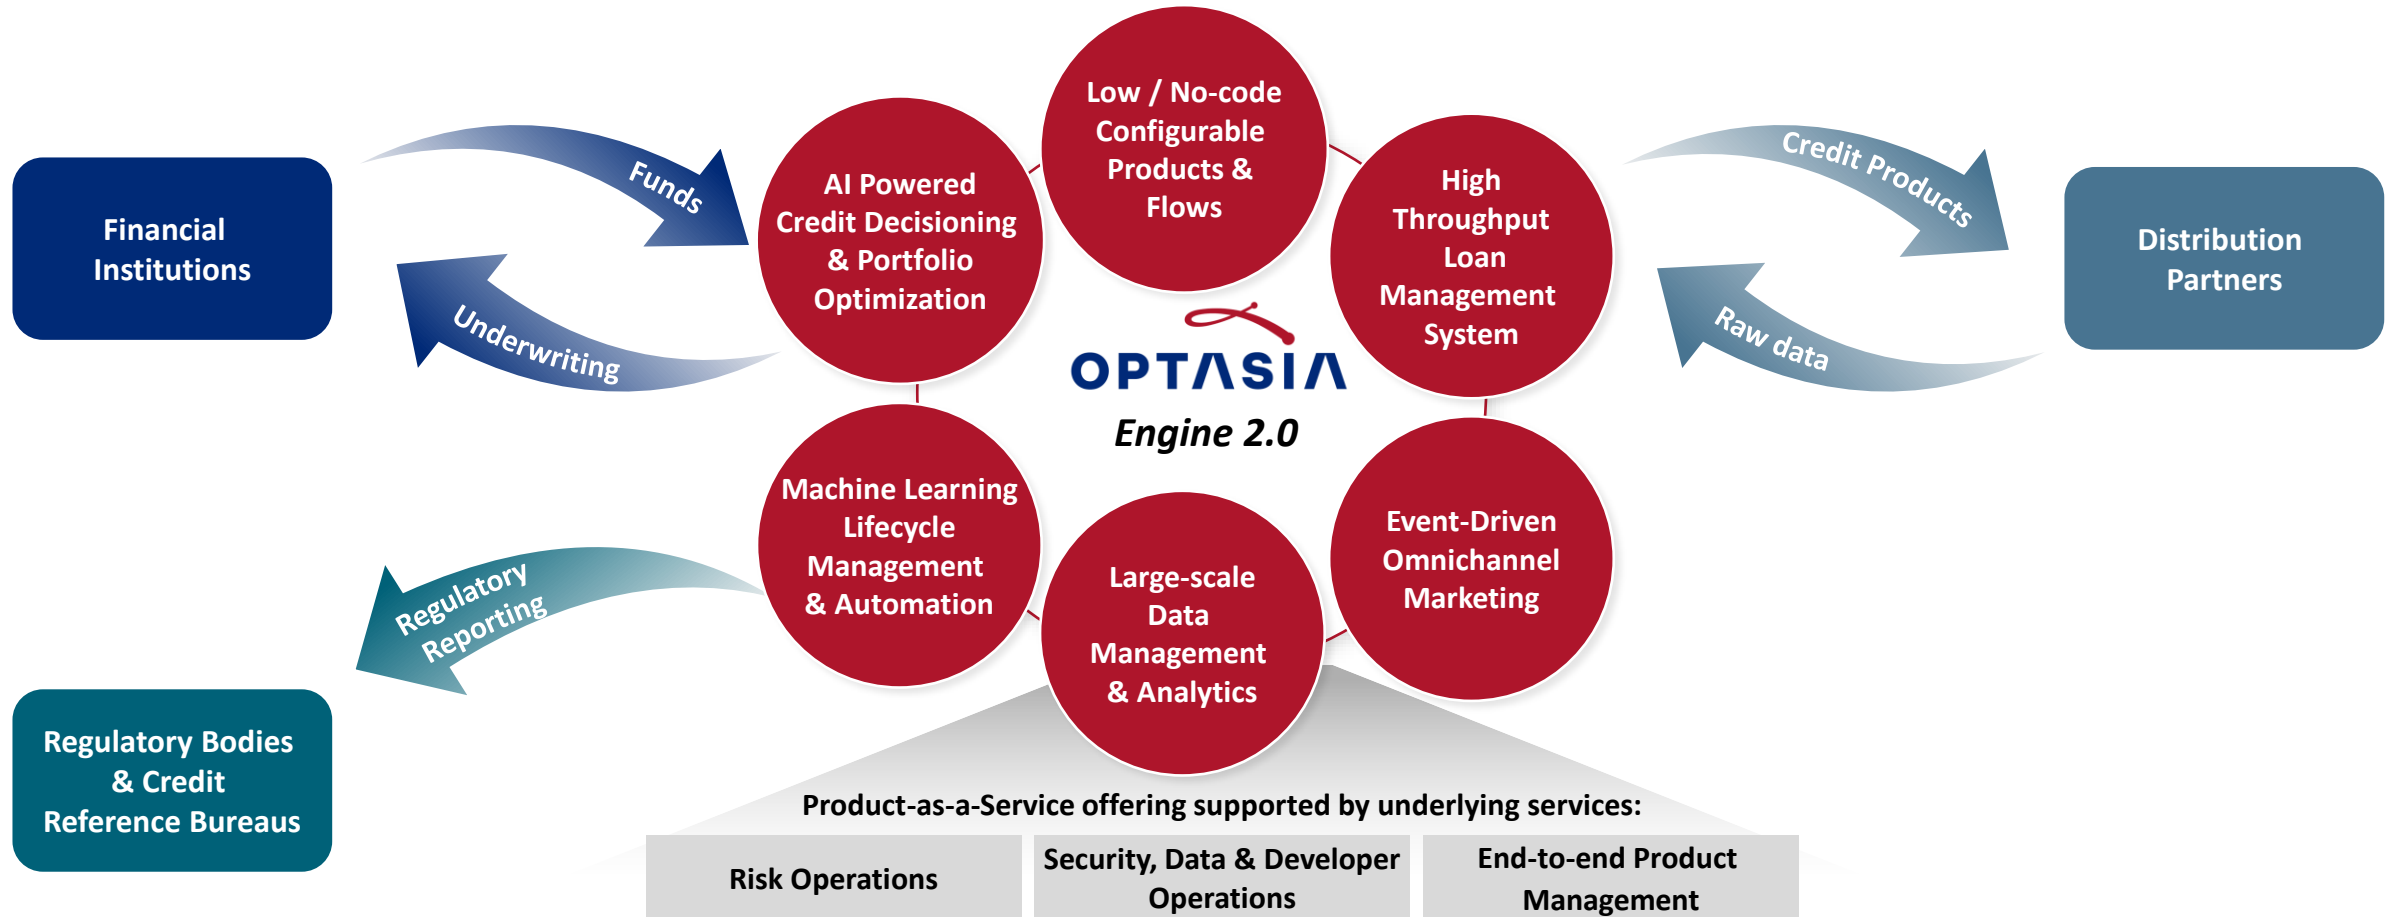 Financial
Institutions
Funds
Underwriting
AI Powered
Credit Decisioning
& Portfolio
Optimization
Low / No-code
Configurable
Products &
Flows
High
Throughput
Loan
Management
System
Credit Products
Raw data
Distribution
Partners
OPTASIA
Engine 2.0
Machine Learning
Lifecycle
Management
& Automation
Large-scale
Data
Management
& Analytics
Event-Driven
Omnichannel
Marketing
Regulatory
Reporting
Regulatory Bodies
& Credit
Reference Bureaus
Product-as-a-Service offering supported by underlying services:
Risk Operations
Security, Data & Developer
Operations
End-to-end Product
Management